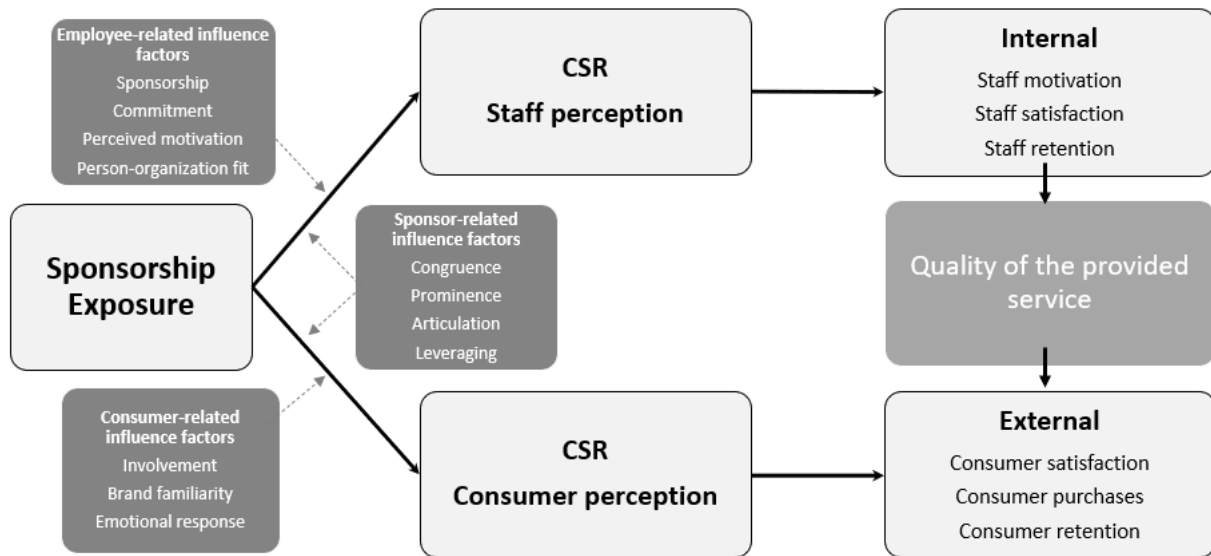 Employee-related influence
factors
Sponsorship
Commitment
Perceived motivation
Person-organization fit
CSR
Staff perception
Internal
Staff motivation
Staff satisfaction
Staff retention
Sponsorship
Exposure
Sponsor-related
influence factors
Congruence
Prominence
Articulation
Leveraging
Quality of the provided
service
Consumer-related
influence factors
Involvement
Brand familiarity
Emotional response
CSR
Consumer perception
External
Consumer satisfaction
Consumer purchases
Consumer retention